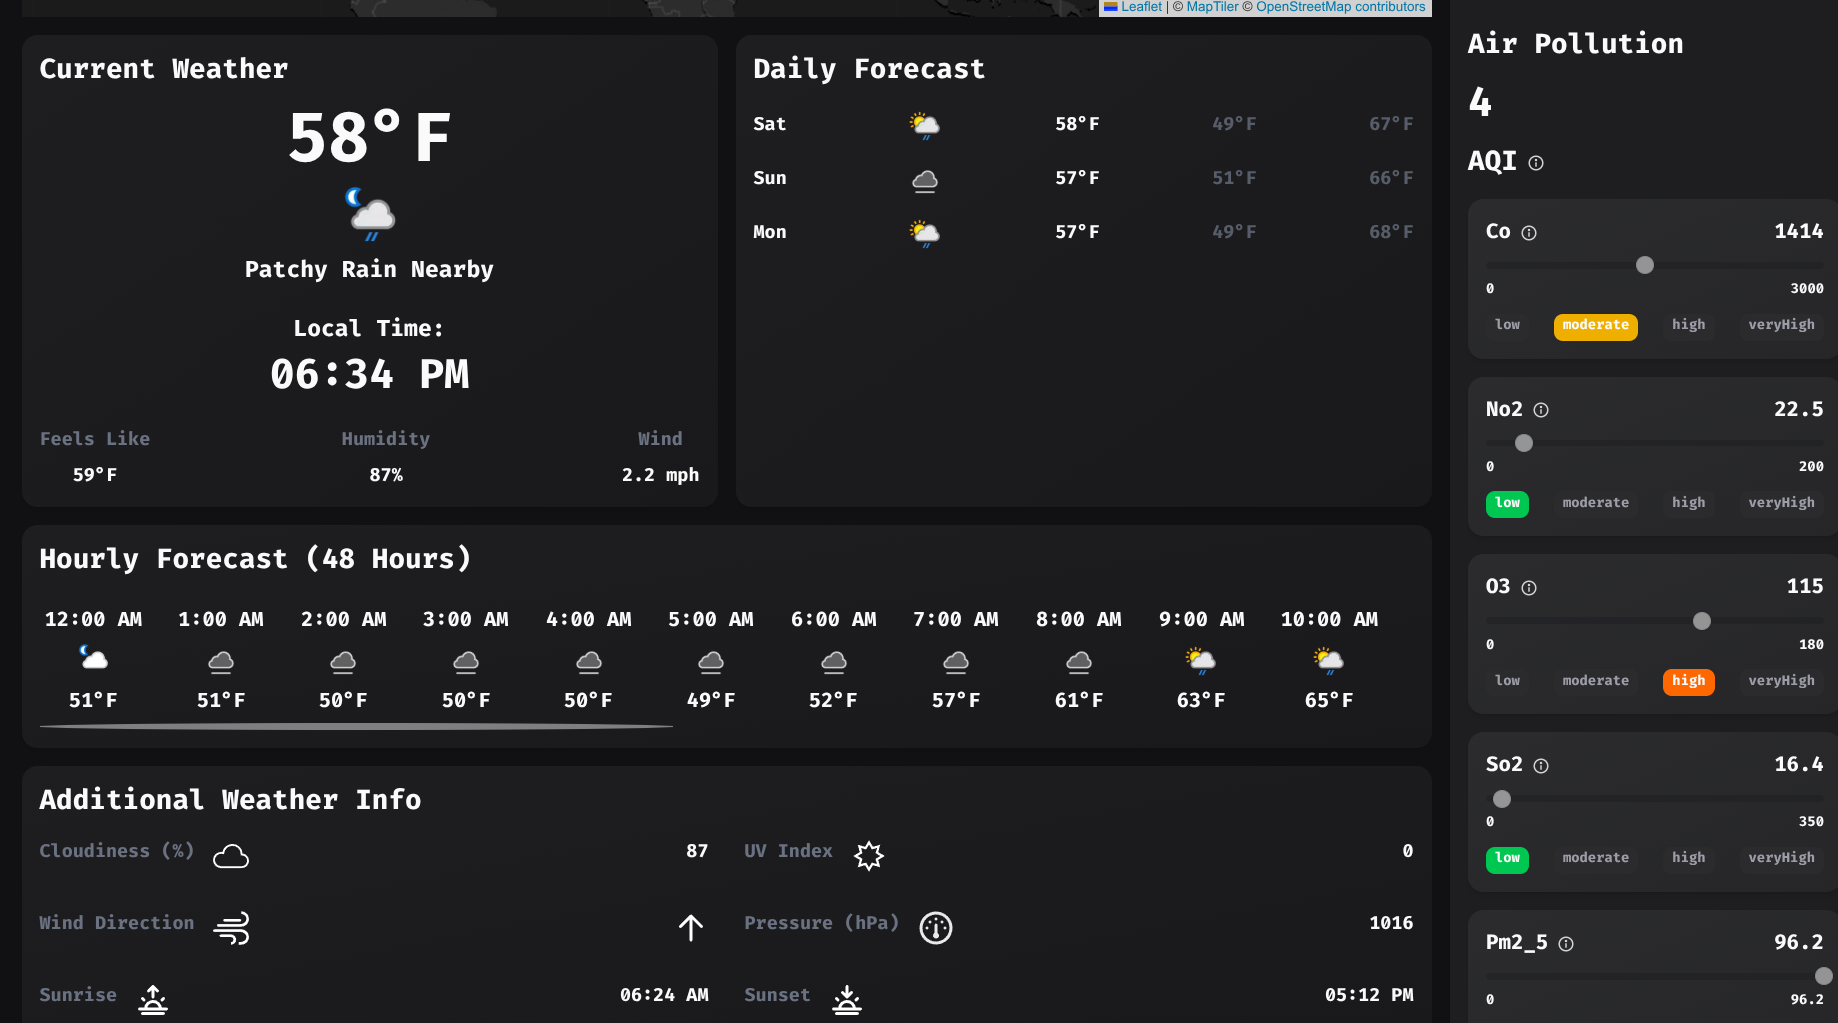 Leaflet | © MapTiler © OpenStreetMap contributors
Current Weather
58°F
Patchy Rain Nearby
Local Time:
06:34 PM
Feels Like Humidity Wind
59°F 87% 2.2 mph
Daily Forecast
Sat 58°F 49°F 67°F
Sun 57°F 51°F 66°F
Mon 57°F 49°F 68°F
Hourly Forecast (48 Hours)
12:00 AM 1:00 AM 2:00 AM 3:00 AM 4:00 AM 5:00 AM 6:00 AM 7:00 AM 8:00 AM 9:00 AM 10:00 AM
51°F 51°F 50°F 50°F 50°F 49°F 52°F 57°F 61°F 63°F 65°F
Additional Weather Info
Cloudiness (%) 87 UV Index 0
Wind Direction Pressure (hPa) 1016
Sunrise 06:24 AM Sunset 05:12 PM
Air Pollution
4
AQI
Co 1414
0 3000
low moderate high veryHigh
No2 22.5
0 200
low moderate high veryHigh
O3 115
0 180
low moderate high veryHigh
So2 16.4
0 350
low moderate high veryHigh
Pm2_5 96.2
0 96.2